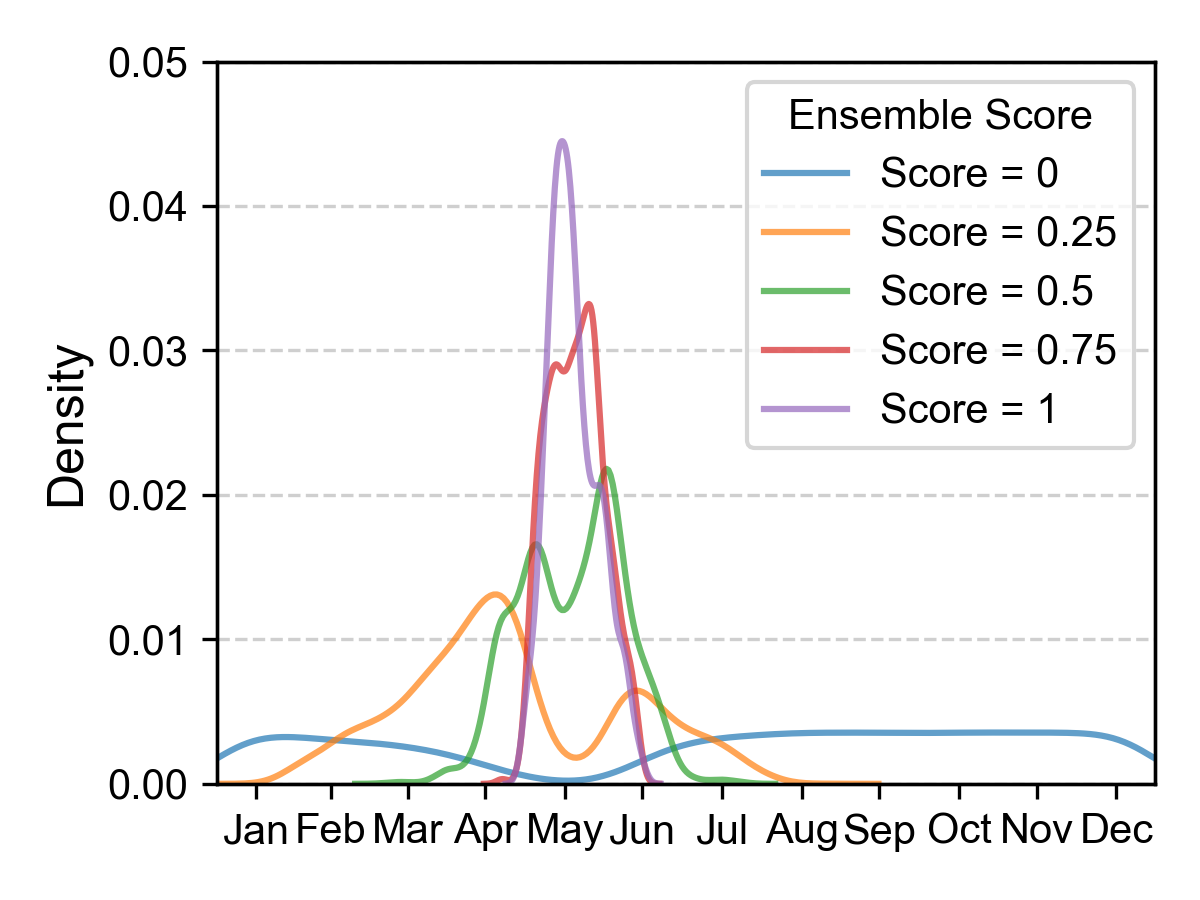 0.05
0.04
0.03
0.02
0.01
0.00
Density
Jan Feb Mar Apr May Jun Jul Aug Sep Oct Nov Dec
Ensemble Score
Score = 0
Score = 0.25
Score = 0.5
Score = 0.75
Score = 1